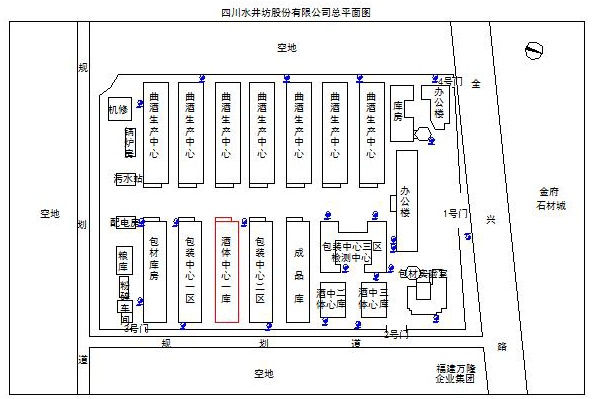 四川水井坊股份有限公司总平面图
空地
规
4号门
全
曲酒生产中心
曲酒生产中心
曲酒生产中心
曲酒生产中心
曲酒生产中心
曲酒生产中心
曲酒生产中心
库房
办公楼
机修
锅炉房
污水站
办公楼
金府
石材城
空地
1号门
兴
划
配电房
包材库房
包装中心一区
酒体中心一库
包装中心二区
成品库
包装中心三区
检测中心
粮库
包材实验室
粉碎车间
酒体中心二库
酒体中心三库
3号门
2号门
规
划
道
路
道
空地
福建万隆
企业集团